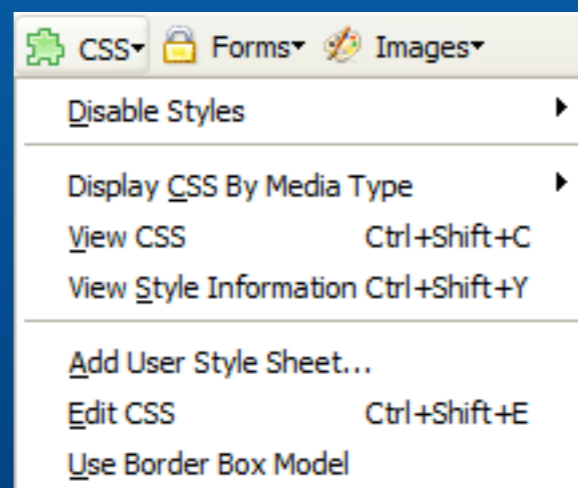 CSS Forms Images
Disable Styles
Display CSS By Media Type
View CSS Ctrl+Shift+C
View Style Information Ctrl+Shift+Y
Add User Style Sheet...
Edit CSS Ctrl+Shift+E
Use Border Box Model